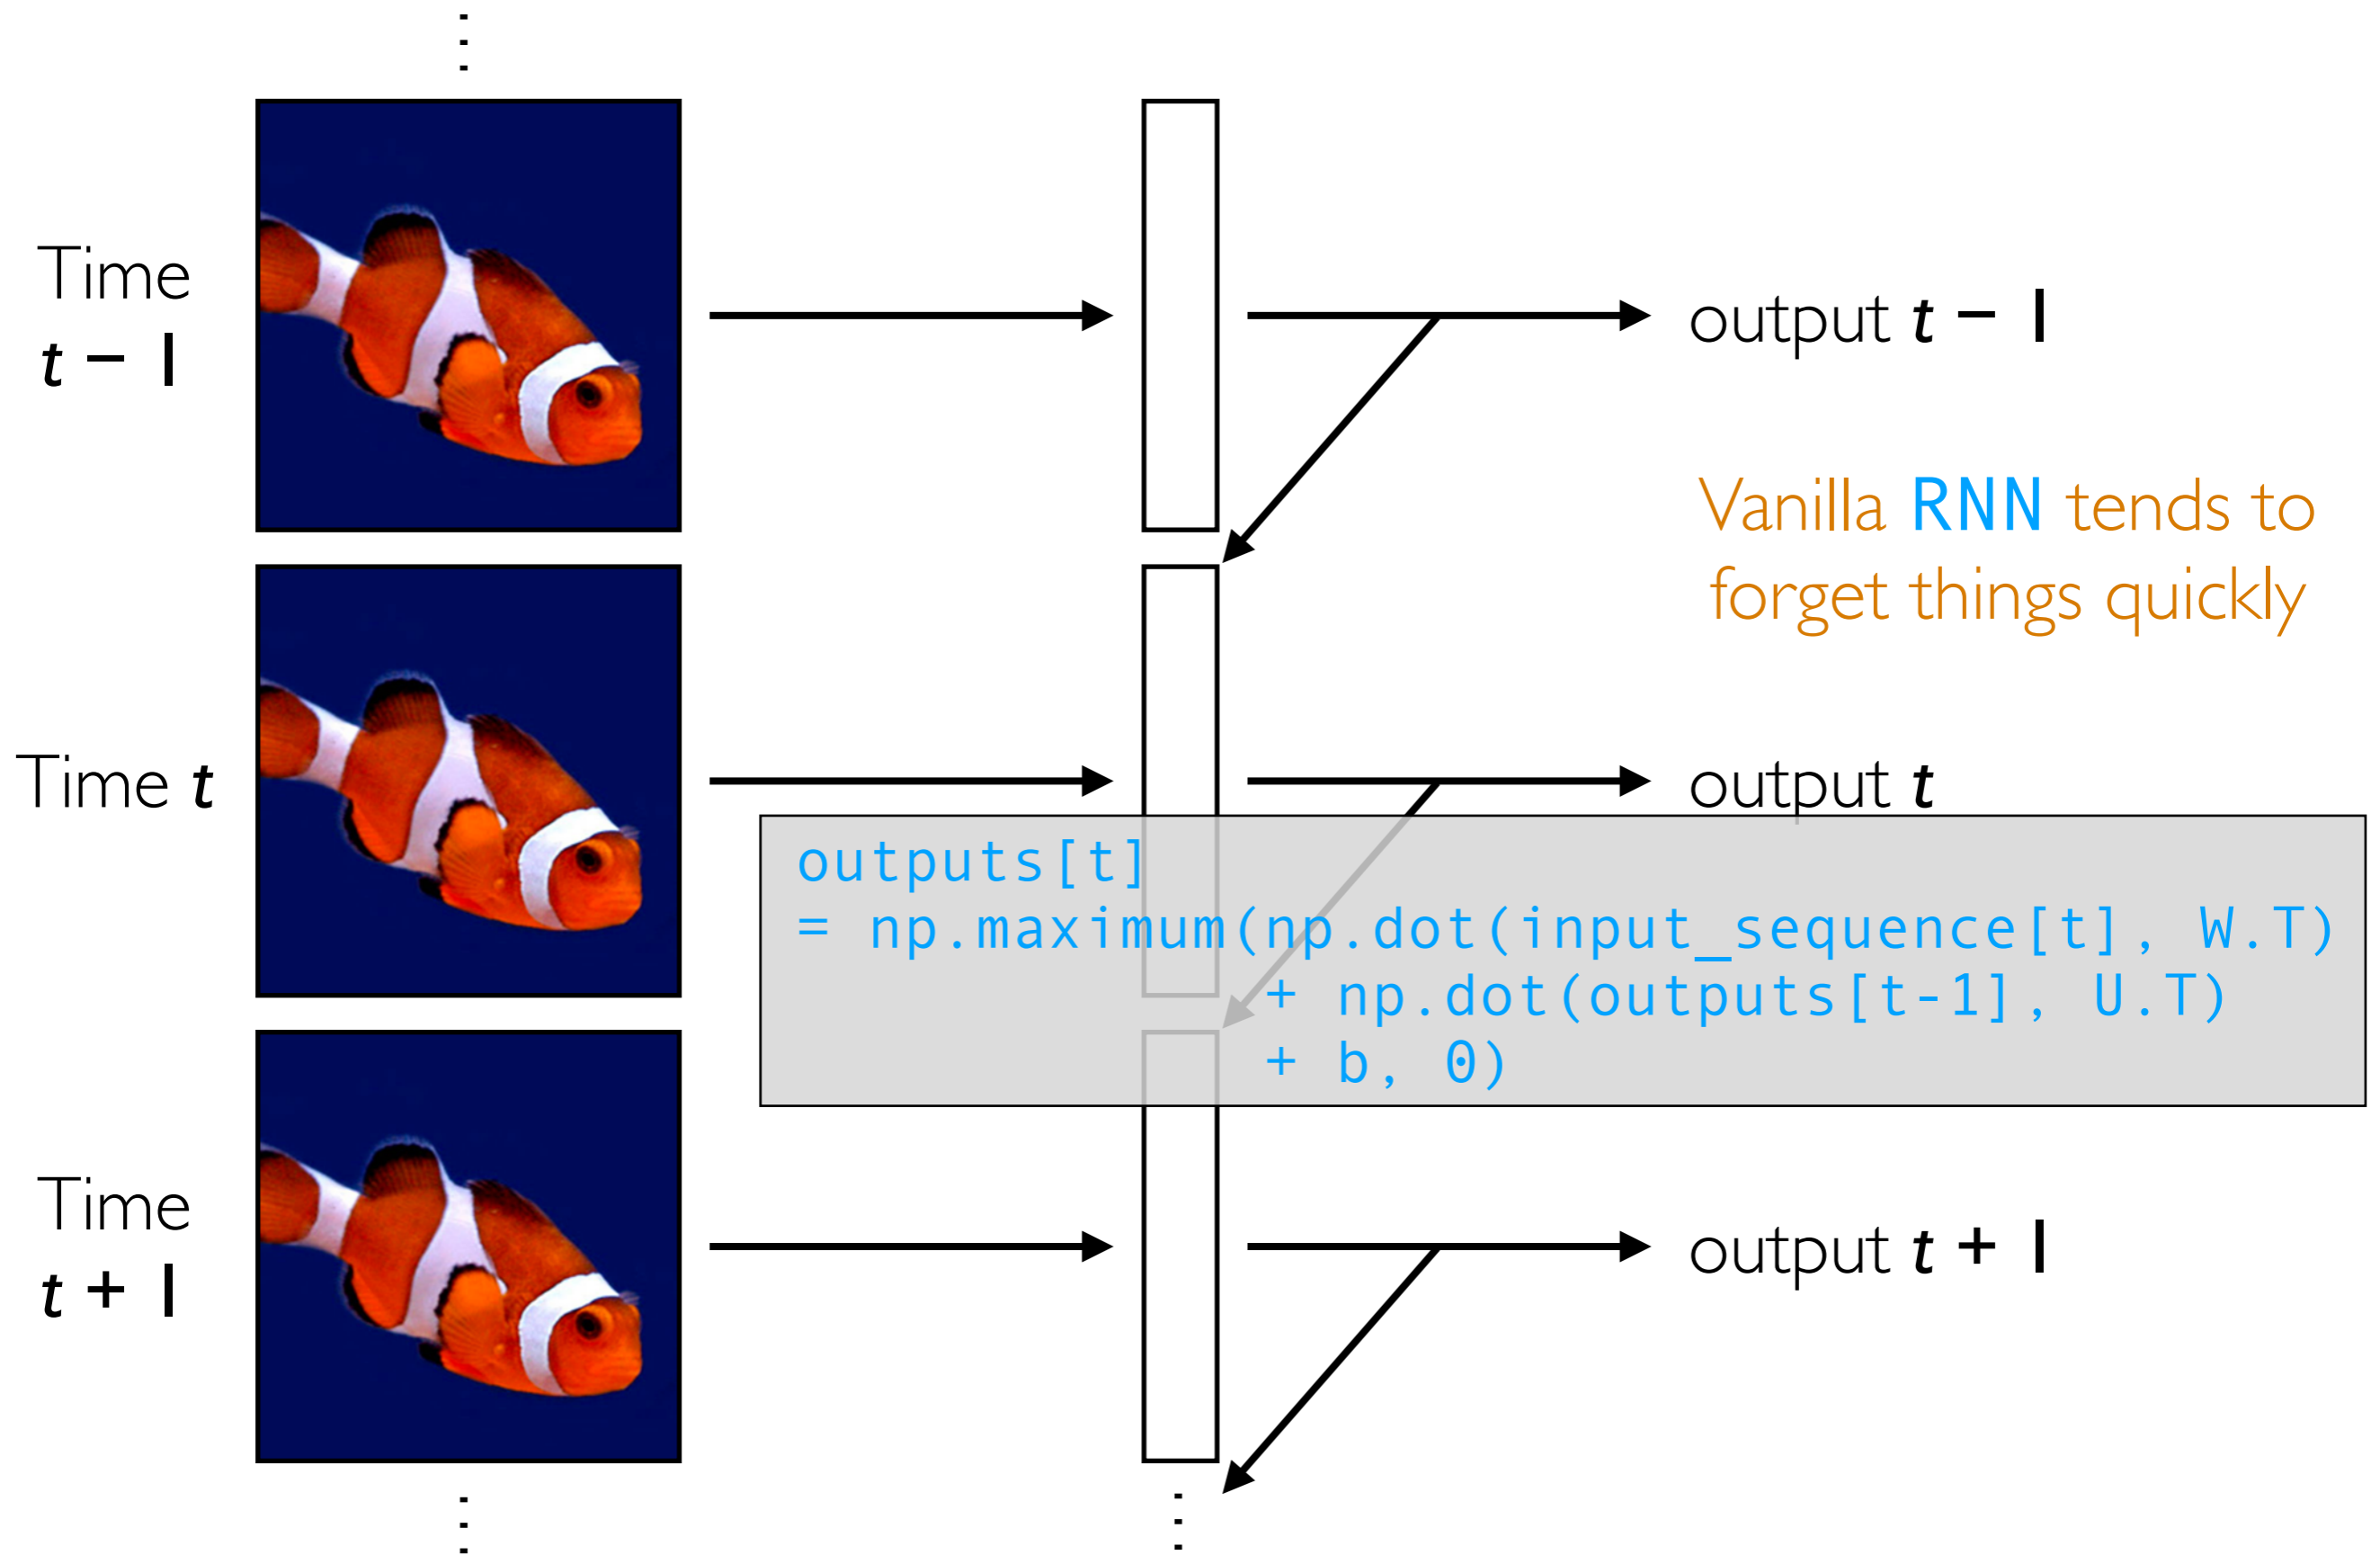 Time
t − 1
output t − 1
Vanilla RNN tends to
forget things quickly
Time t
output t
outputs[t]
= np.maximum(np.dot(input_sequence[t], W.T)
+ np.dot(outputs[t-1], U.T)
+ b, 0)
Time
t + 1
output t + 1